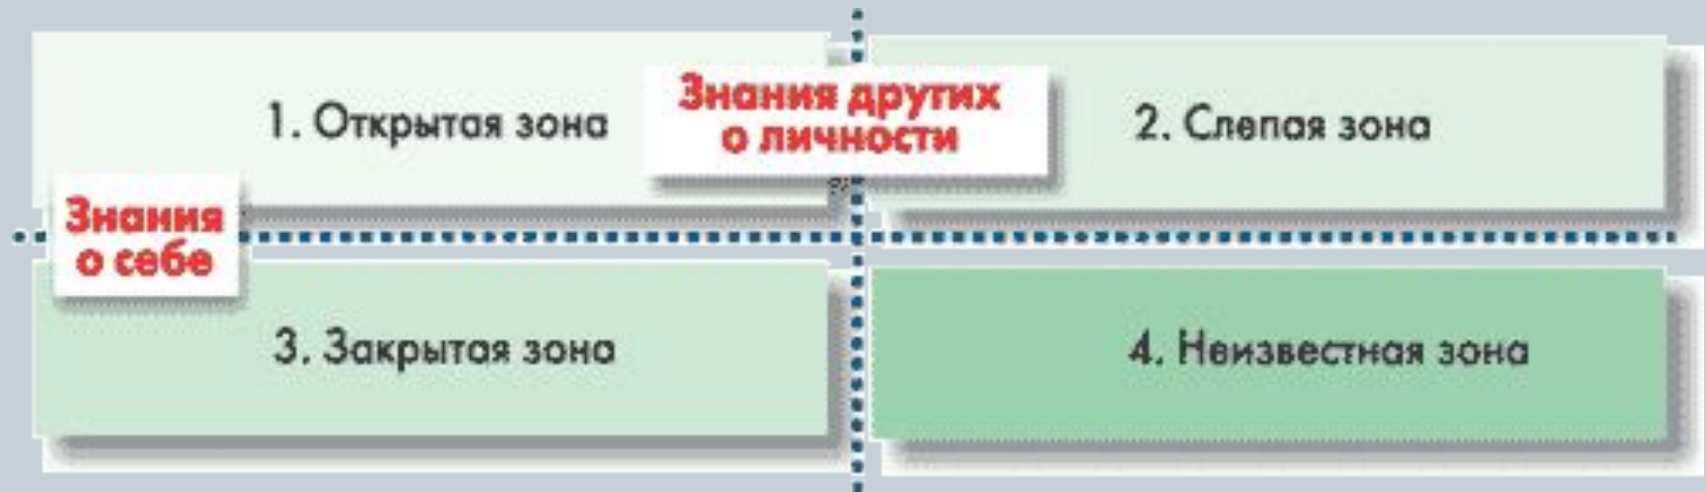 1. Открытая зона
Знания других
о личности
2. Слепая зона
Знания
о себе
3. Закрытая зона
4. Неизвестная зона